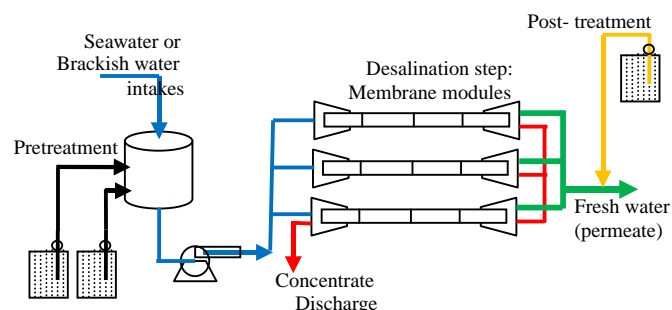 Post- treatment
Seawater or
Brackish water
intakes
Desalination step:
Membrane modules
Pretreatment
Fresh water
(permeate)
Concentrate
Discharge